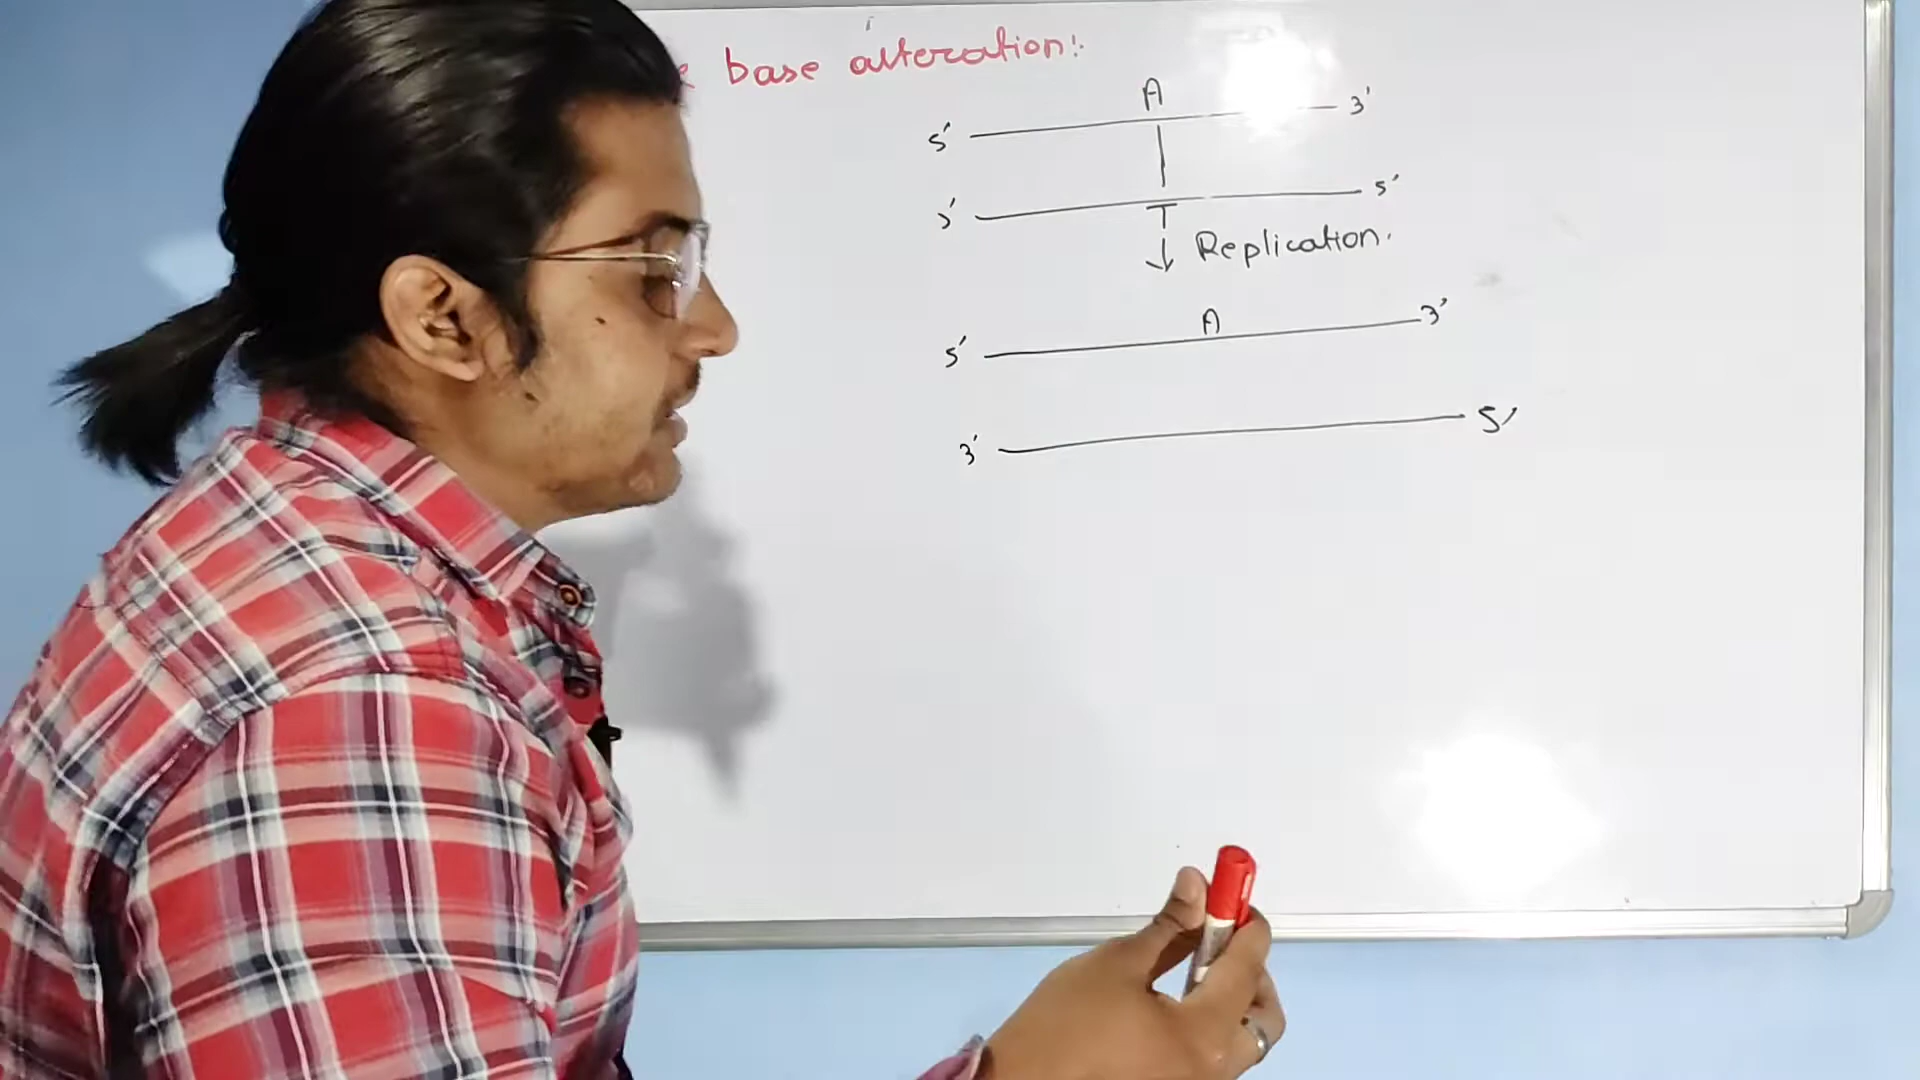 base alteration:
A
5' 3'
3' 5'
T
↓ Replication.
A
5' 3'
3' 5'